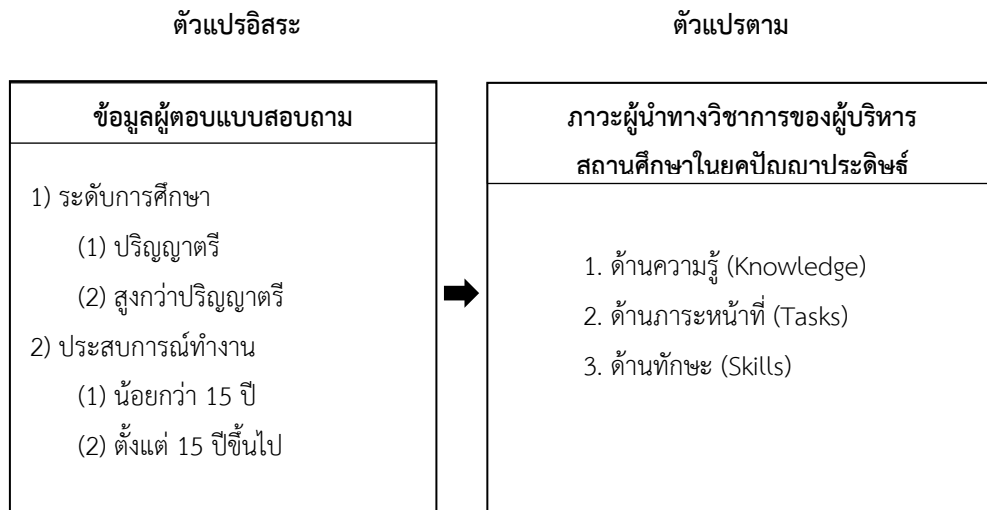 ตัวแปรอิสระ
ตัวแปรตาม
ข้อมูลผู้ตอบแบบสอบถาม
1) ระดับการศึกษา
(1) ปริญญาตรี
(2) สูงกว่าปริญญาตรี
2) ประสบการณ์ทำงาน
(1) น้อยกว่า 15 ปี
(2) ตั้งแต่ 15 ปีขึ้นไป
ภาวะผู้นำทางวิชาการของผู้บริหาร
สถานศึกษาในยุคปัญญาประดิษฐ์
1. ด้านความรู้ (Knowledge)
2. ด้านภาระหน้าที่ (Tasks)
3. ด้านทักษะ (Skills)